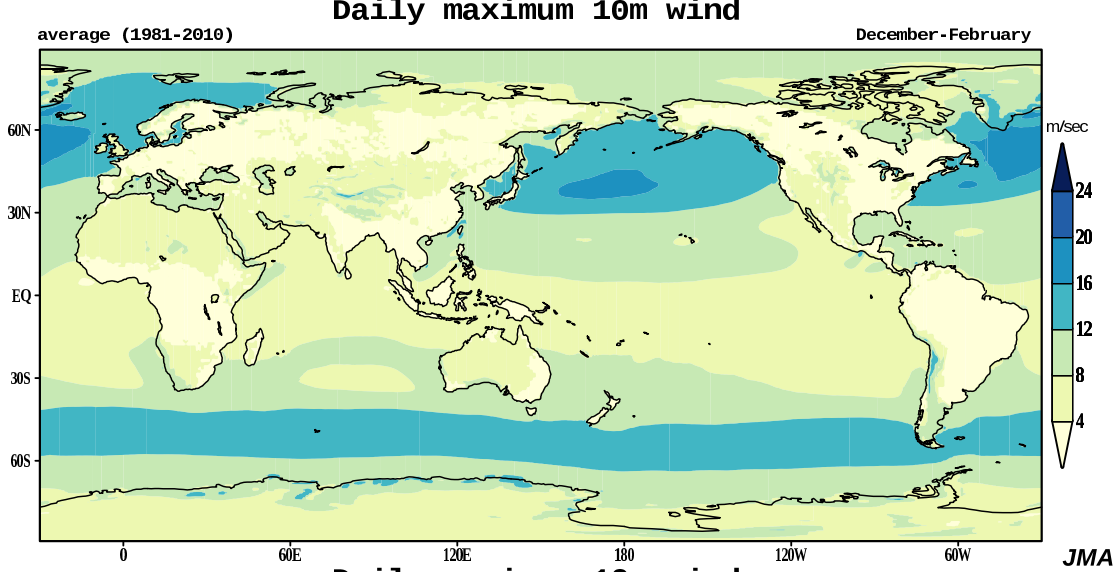 Daily maximum 10m wind
average (1981-2010) December-February
60N
30N
EQ
30S
60S
0 60E 120E 180 120W 60W
m/sec
24
20
16
12
8
4
JMA